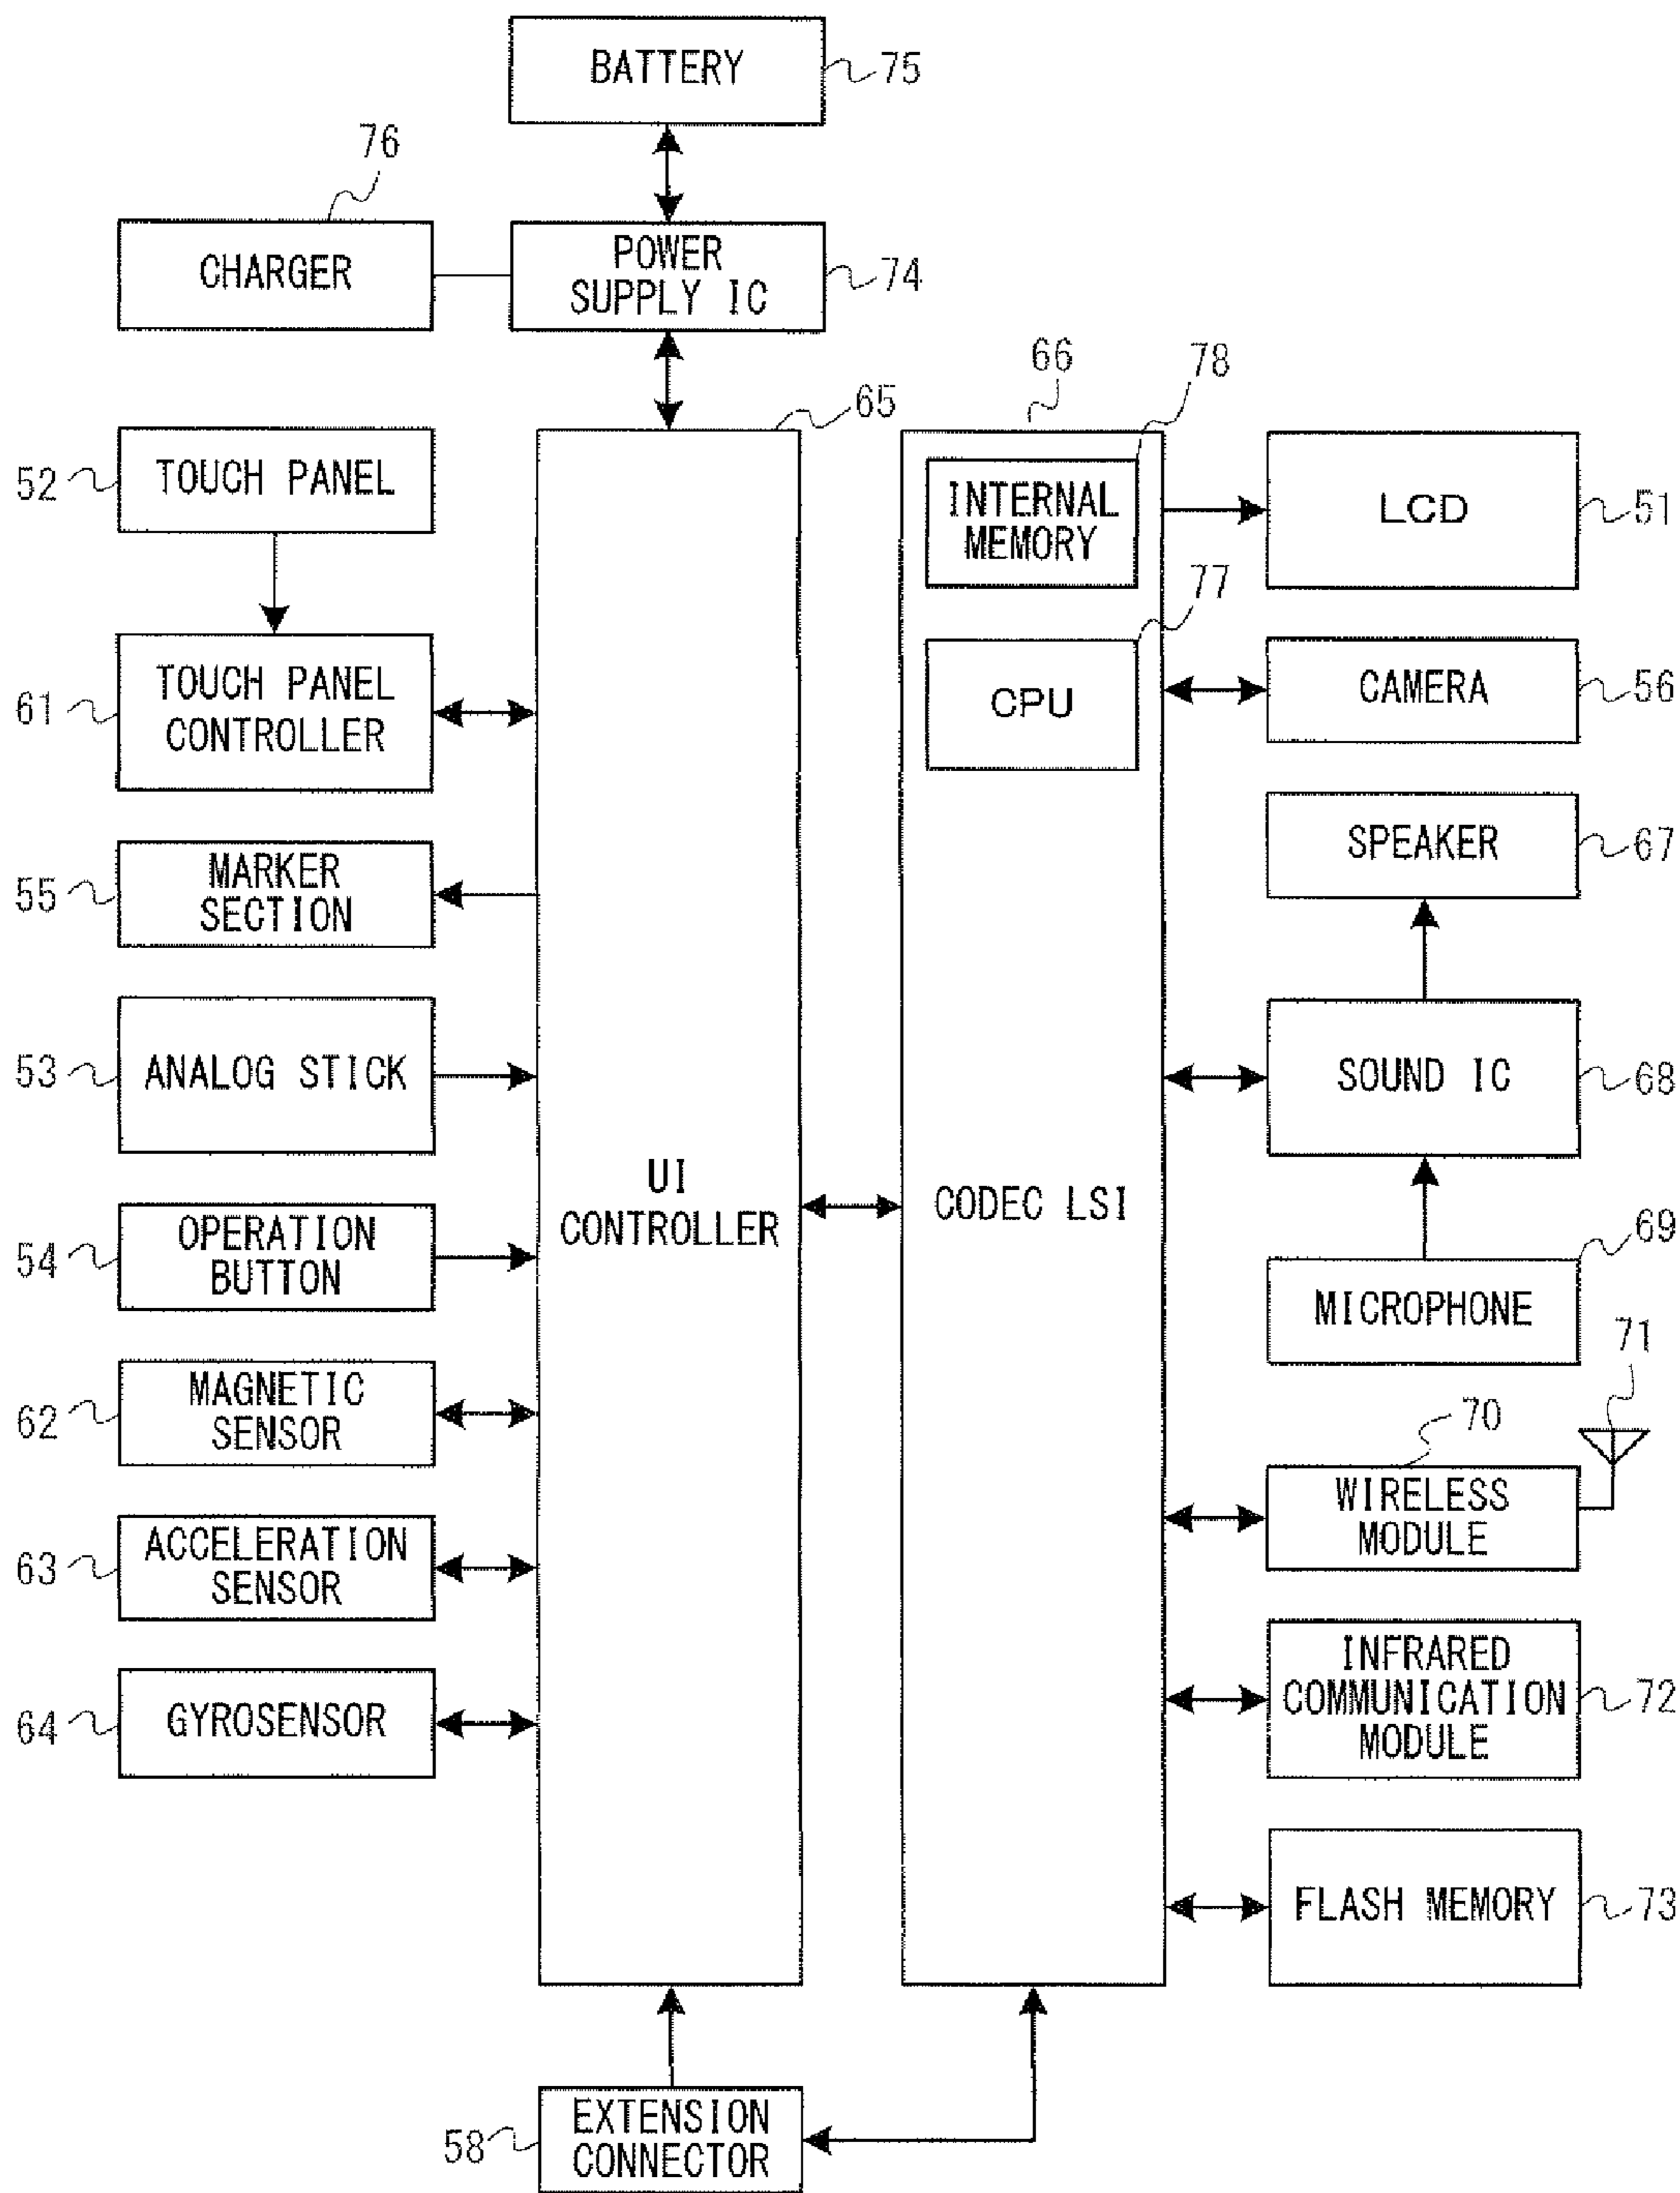 BATTERY
75
76
CHARGER
POWER
SUPPLY IC
74
65
66
78
52
TOUCH PANEL
INTERNAL
MEMORY
LCD
51
77
61
TOUCH PANEL
CONTROLLER
CPU
CAMERA
56
SPEAKER
67
55
MARKER
SECTION
53
ANALOG STICK
SOUND IC
68
UI
CONTROLLER
CODEC LSI
54
OPERATION
BUTTON
69
MICROPHONE
71
62
MAGNETIC
SENSOR
70
WIRELESS
MODULE
63
ACCELERATION
SENSOR
64
GYROSENSOR
INFRARED
COMMUNICATION
MODULE
72
FLASH MEMORY
73
58
EXTENSION
CONNECTOR